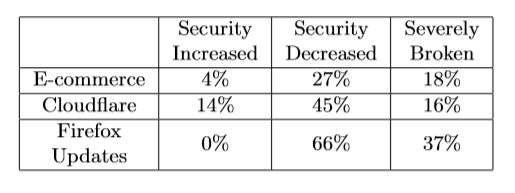 Security Security Severely
Increased Decreased Broken
E-commerce 4% 27% 18%
Cloudflare 14% 45% 16%
Firefox
Updates 0% 66% 37%